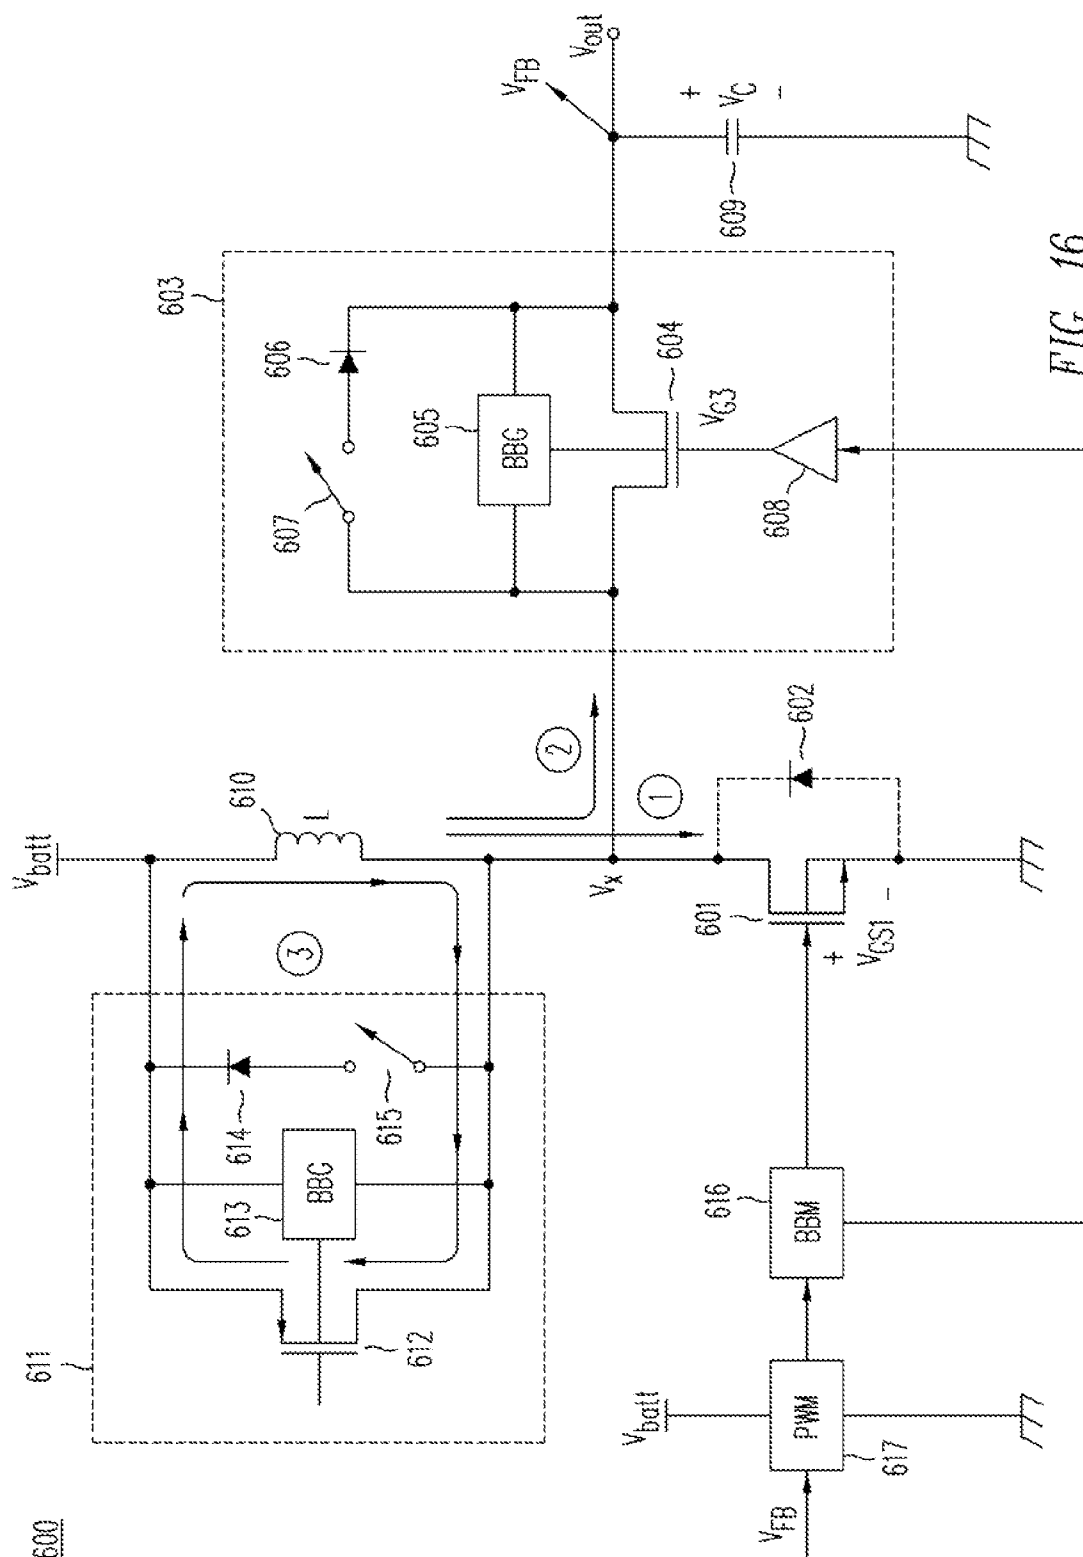 600
611
612
613
BBG
614
615
3
V_batt
610
L
2
1
V_x
601
602
+
V_GS1
-
V_batt
V_FB
PWM
617
616
BBM
603
607
606
605
BBG
604
V_G3
608
V_FB
V_out
+
V_C
-
609
FIG. 16